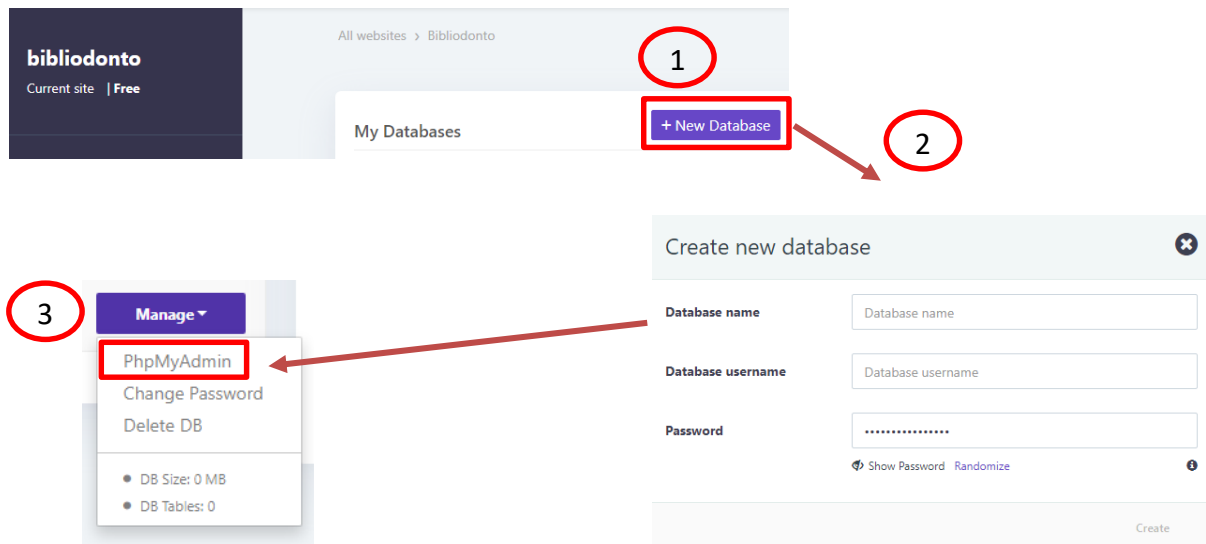 bibliodonto
Current site | Free
All websites › Bibliodonto
1
My Databases
+ New Database
2
Create new database
Database name
Database name
Database username
Database username
Password
••••••••••••••••
Show Password Randomize
Create
3
Manage
PhpMyAdmin
Change Password
Delete DB
• DB Size: 0 MB
• DB Tables: 0